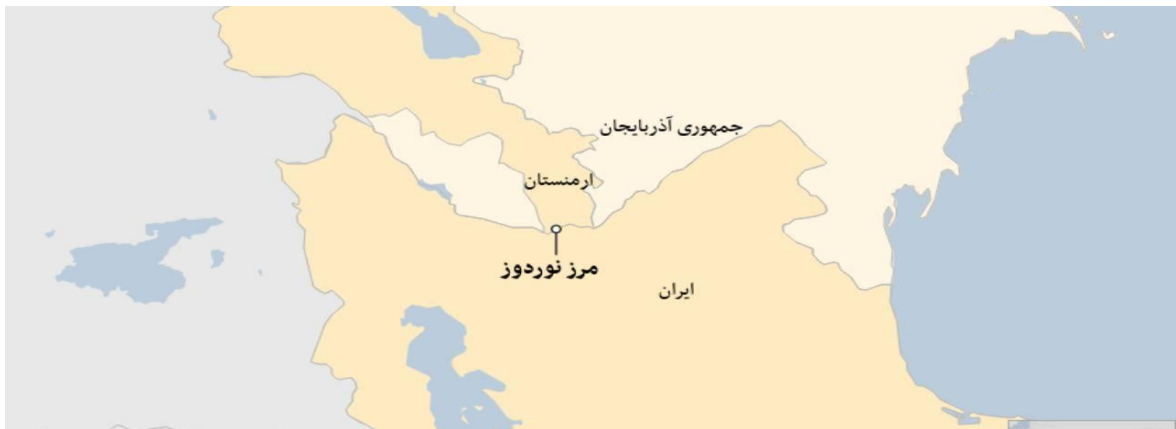 جمهوری آذربایجان
ارمنستان
مرز نوردوز
ایران